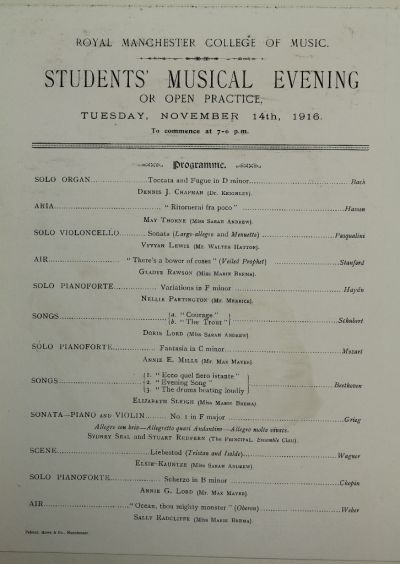 ROYAL MANCHESTER COLLEGE OF MUSIC.
STUDENTS' MUSICAL EVENING
OR OPEN PRACTICE,
TUESDAY, NOVEMBER 14th, 1916.
To commence at 7-0 p.m.
Programme.
SOLO ORGAN............Toccata and Fugue in D minor............Bach
DENNIS J. CHAPMAN (DR. KEIGHLEY).
ARIA............" Ritornerai fra poco "............Hasse
MAY THORNE (MISS SARAH ANDREW).
SOLO VIOLONCELLO............Sonata (Largo-allegro and Menuetto)............Pasqualini
VYVYAN LEWIS (MR. WALTER HATTON).
AIR............" There's a bower of roses " (Veiled Prophet)............Stanford
GLADYS RAWSON (MISS MARIE BREMA).
SOLO PIANOFORTE............Variations in F minor............Haydn
NELLIE PARTINGTON (MR. MERRICK).
SONGS............{a. " Courage "}............Schubert
{b. " The Trout "}
DORIS LORD (MISS SARAH ANDREW)
SOLO PIANOFORTE............Fantasia in C minor............Mozart
ANNIE E. MILLS (MR. MAX MAYER).
SONGS............{1. " Ecco quel fiero istante "
2. " Evening Song "............Beethoven
3. " The drums beating loudly }
ELIZABETH SLEIGH (MISS MARIE BREMA).
SONATA—PIANO AND VIOLIN............No. 1 in F major............Grieg
Allegro con brio—Allegretto quasi Andantino—Allegro molto vivace.
SYDNEY SEAL and STUART REDFERN (THE PRINCIPAL, Ensemble Class).
SCENE............Liebestod (Tristan and Isolde)............Wagner
ELSIE KAUNTZE (MISS SARAH ANDREW).
SOLO PIANOFORTE............Scherzo in B minor............Chopin
ANNIE G. LORD (MR. MAX MAYER).
AIR............" Ocean, thou mighty monster " (Oberon)............Weber
SALLY RADCLIFFE (MISS MARIE BREMA).
& Co., Manchester